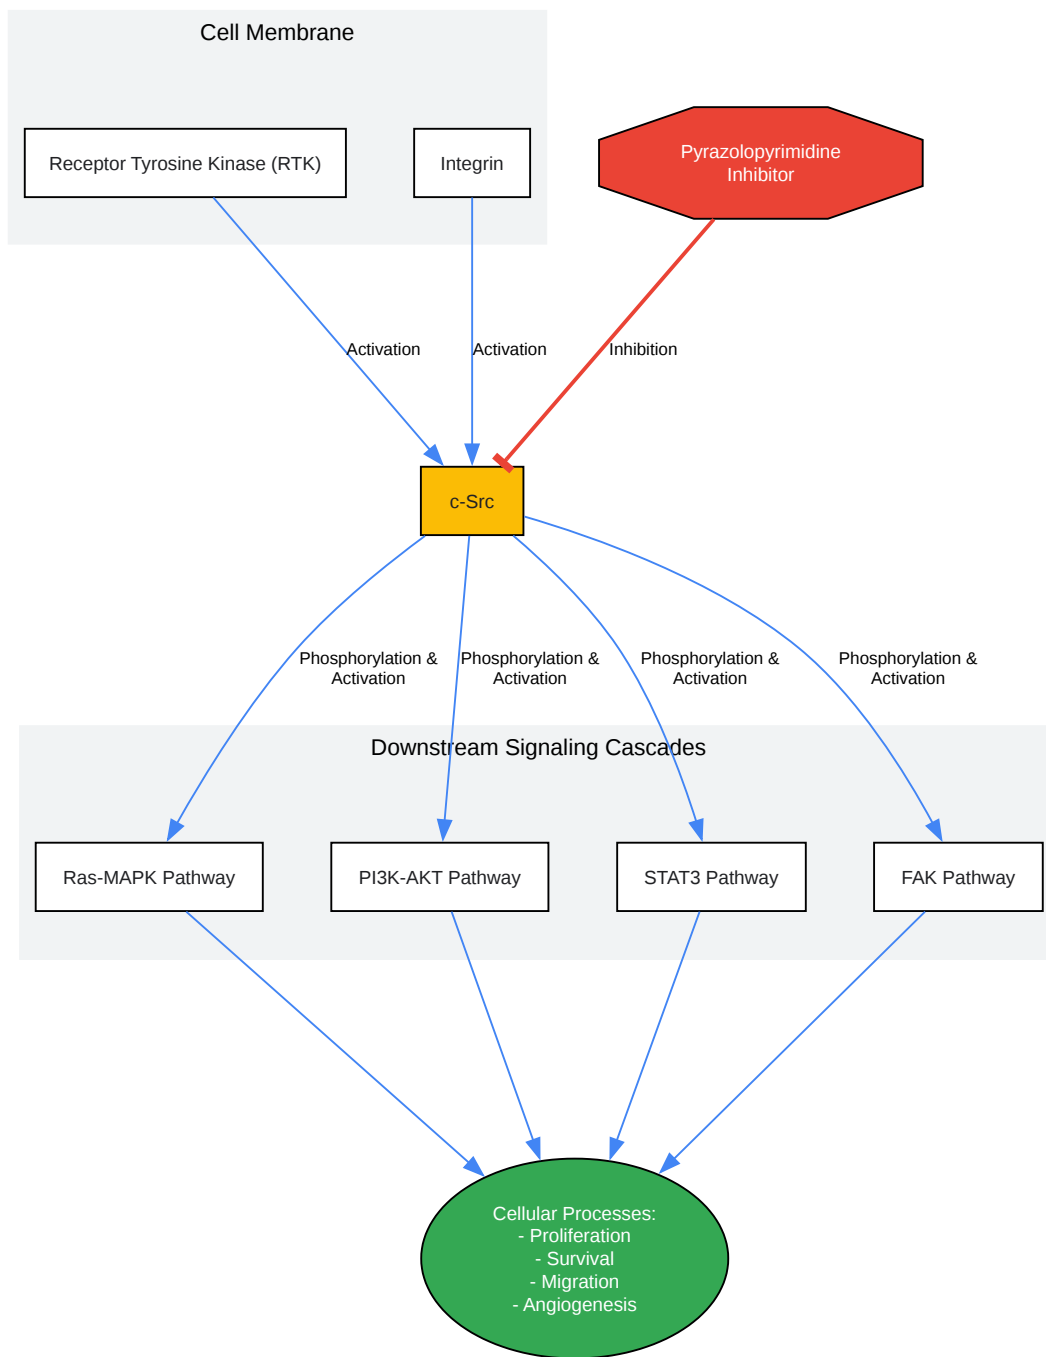 Cell Membrane
Receptor Tyrosine Kinase (RTK)
Integrin
Pyrazolopyrimidine
Inhibitor
Activation
Activation
Inhibition
c-Src
Phosphorylation &
Activation
Phosphorylation &
Activation
Phosphorylation &
Activation
Phosphorylation &
Activation
Downstream Signaling Cascades
Ras-MAPK Pathway
PI3K-AKT Pathway
STAT3 Pathway
FAK Pathway
Cellular Processes:
- Proliferation
- Survival
- Migration
- Angiogenesis